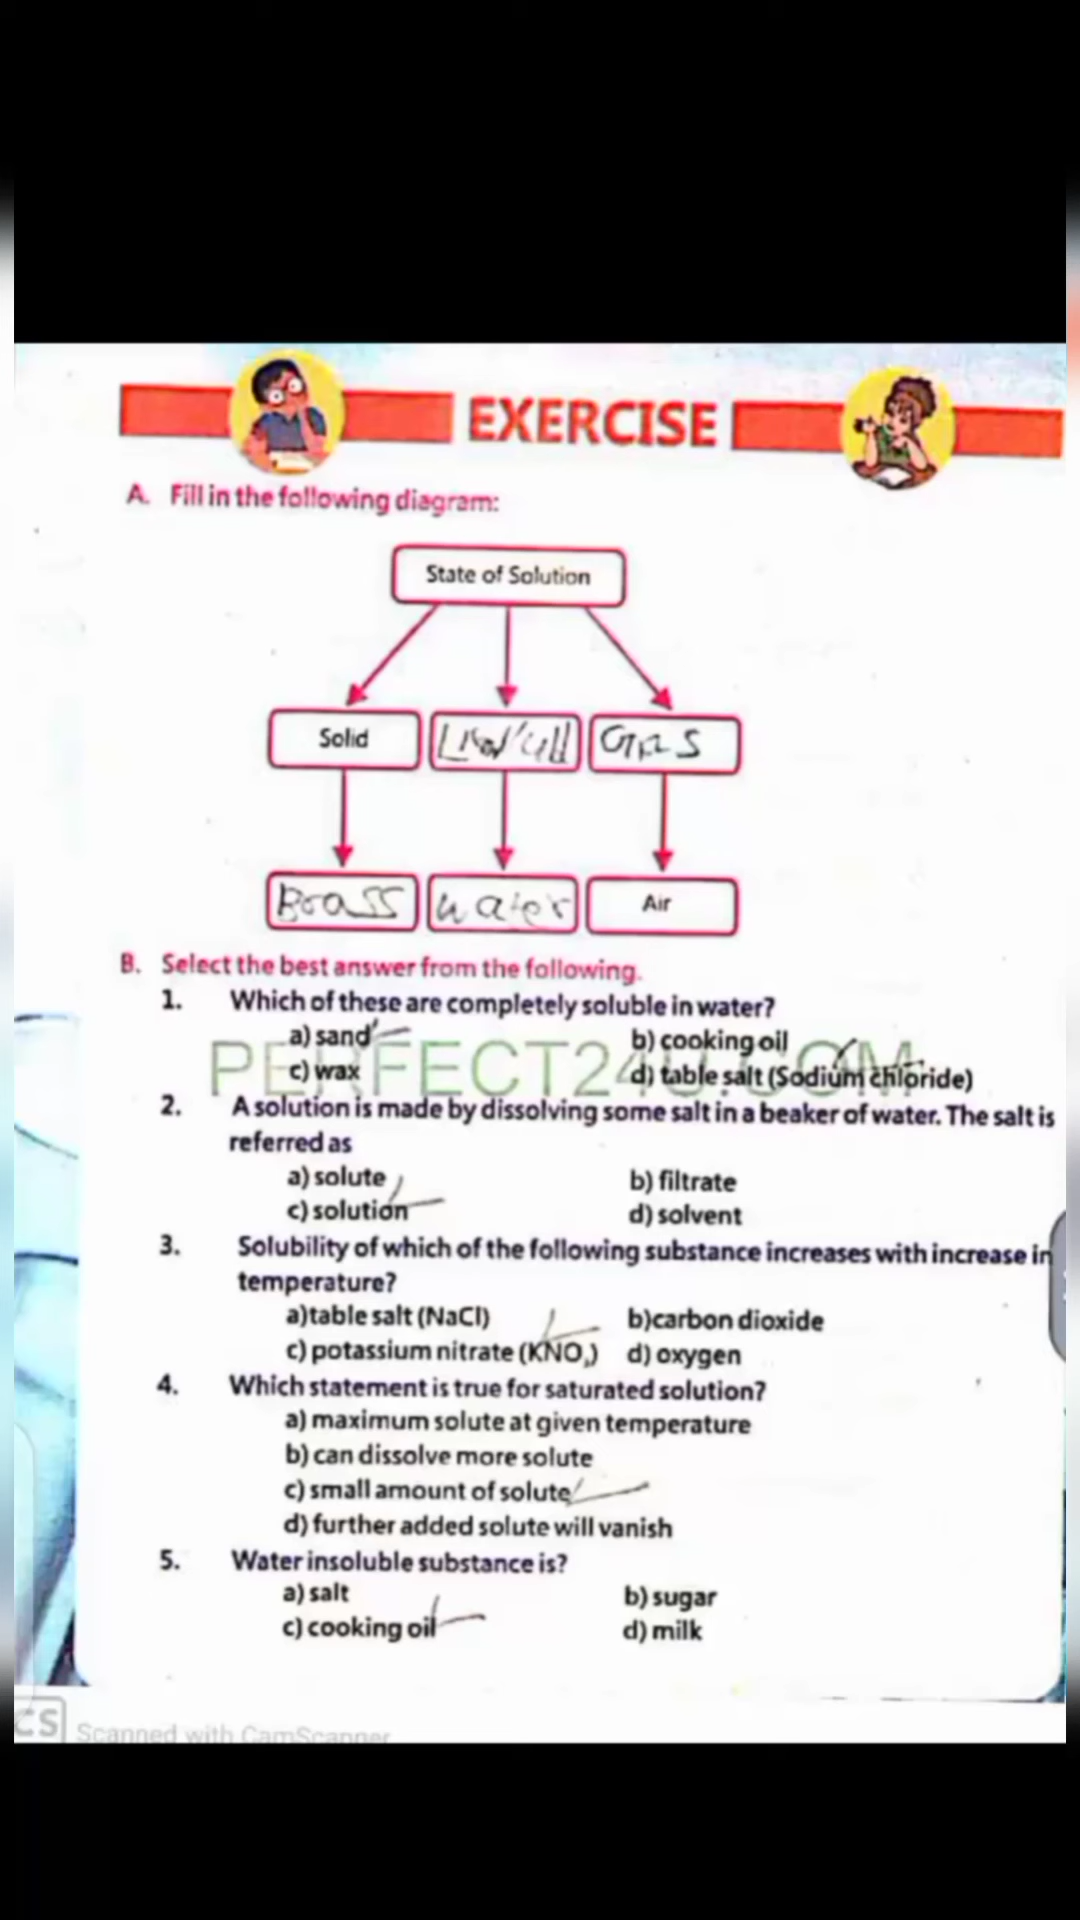 EXERCISE
A. Fill in the following diagram:
State of Solution
Solid
GAS
Brass
water
Air
B. Select the best answer from the following.
1. Which of these are completely soluble in water?
a) sand b) cooking oil
PERFECT24U.COM
c) wax d) table salt (Sodium chloride)
2. A solution is made by dissolving some salt in a beaker of water. The salt is
referred as
a) solute b) filtrate
c) solution d) solvent
3. Solubility of which of the following substance increases with increase in
temperature?
a)table salt (NaCl) b)carbon dioxide
c) potassium nitrate (KNO₃) d) oxygen
4. Which statement is true for saturated solution?
a) maximum solute at given temperature
b) can dissolve more solute
c) small amount of solute
d) further added solute will vanish
5. Water insoluble substance is?
a) salt b) sugar
c) cooking oil d) milk
CS Scanned with CamScanner